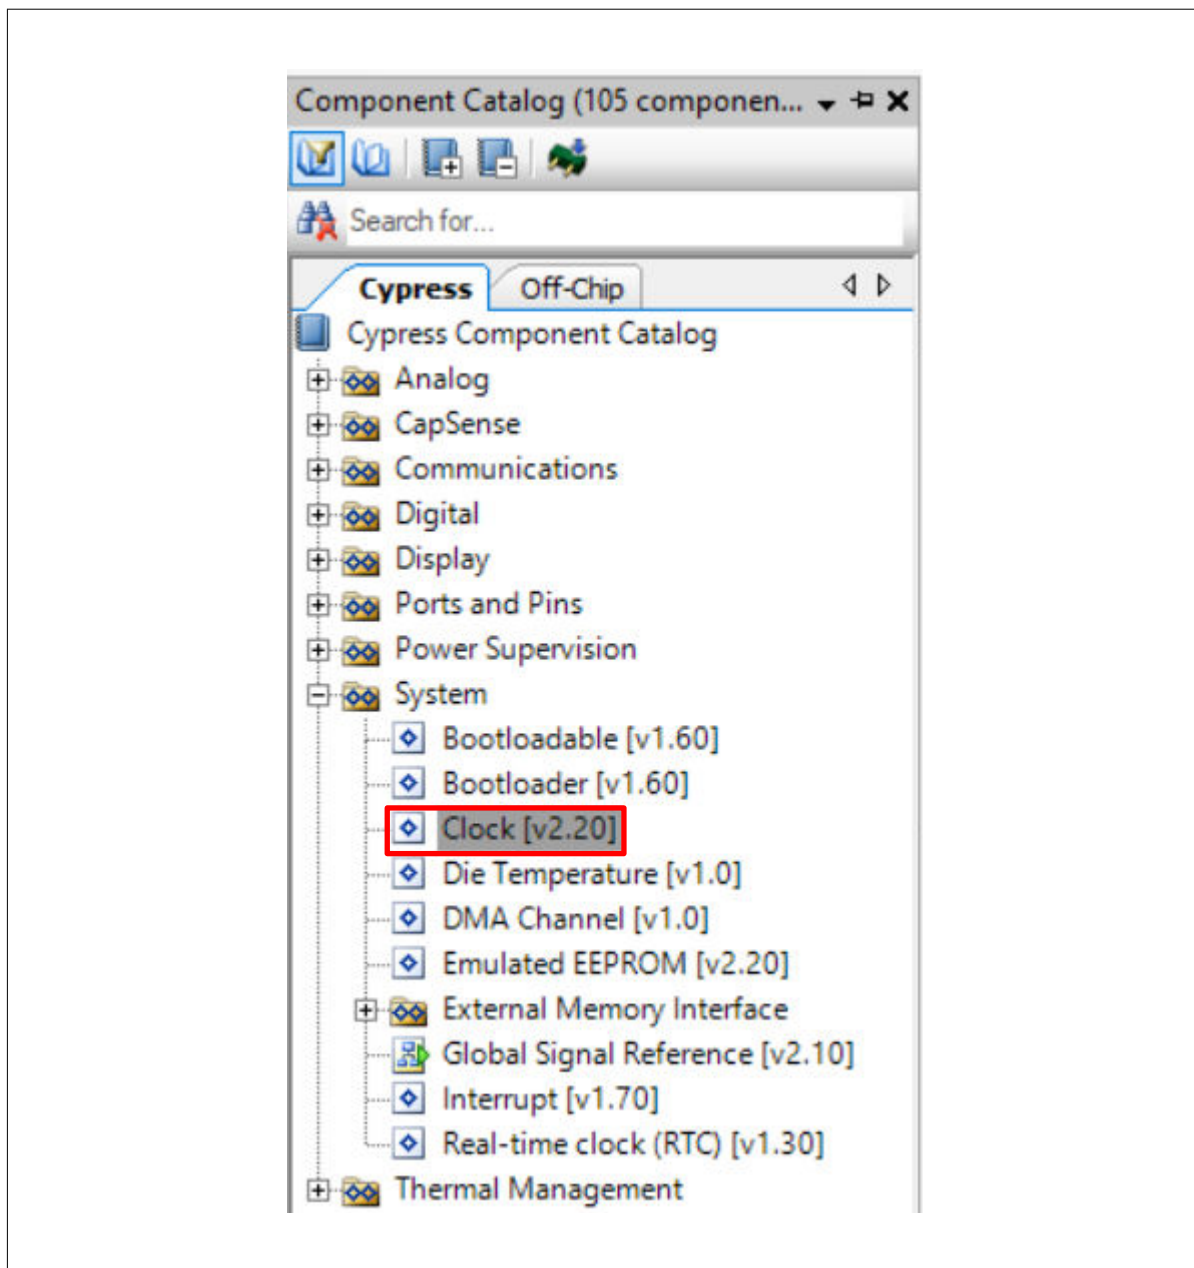 Component Catalog (105 componen...
Search for...
Cypress Off-Chip
Cypress Component Catalog
Analog
CapSense
Communications
Digital
Display
Ports and Pins
Power Supervision
System
Bootloadable [v1.60]
Bootloader [v1.60]
Clock [v2.20]
Die Temperature [v1.0]
DMA Channel [v1.0]
Emulated EEPROM [v2.20]
External Memory Interface
Global Signal Reference [v2.10]
Interrupt [v1.70]
Real-time clock (RTC) [v1.30]
Thermal Management